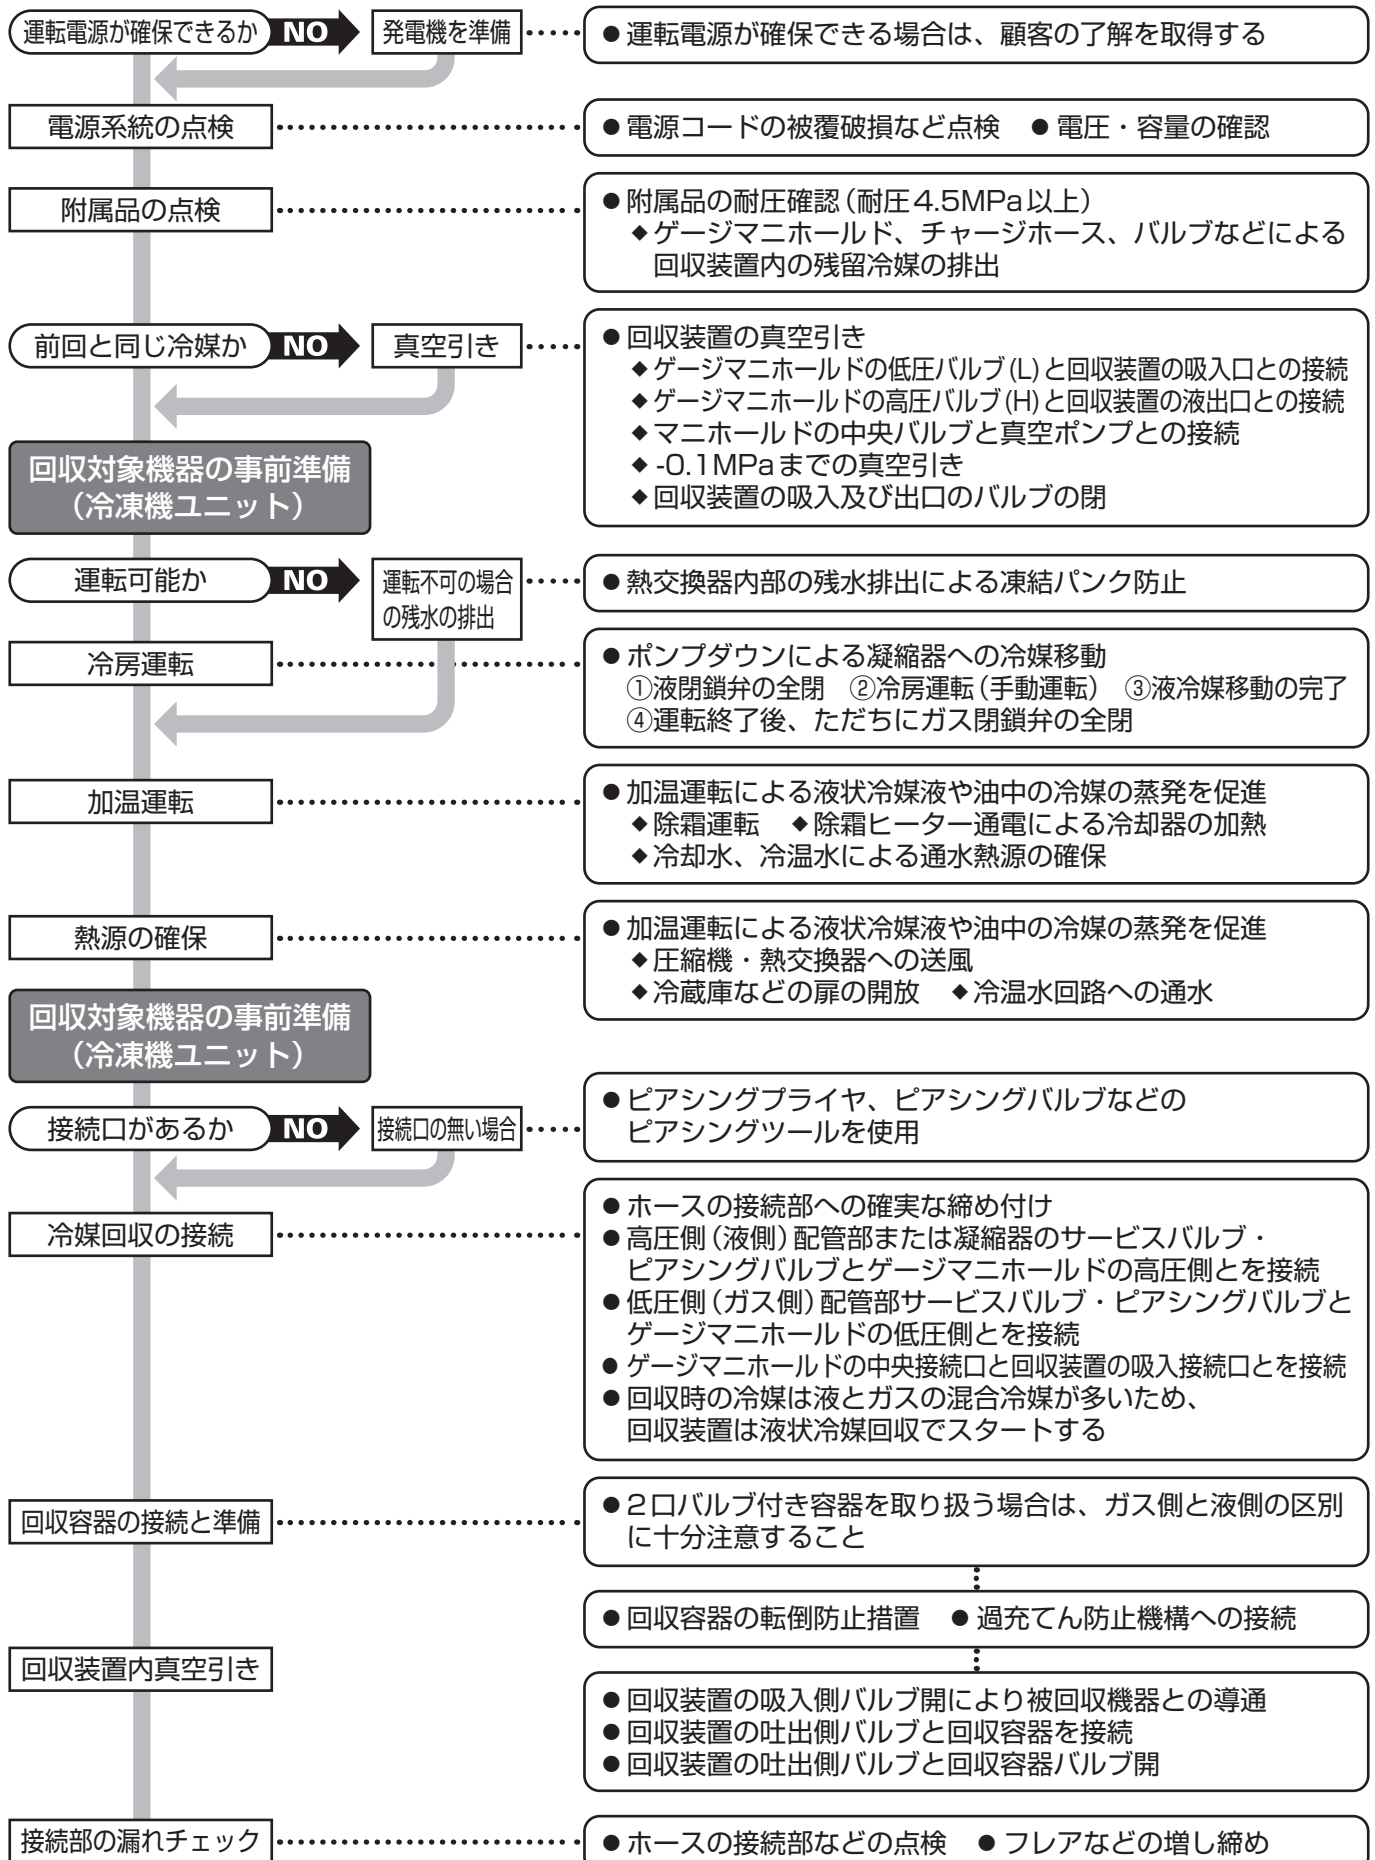 運転電源が確保できるか NO 発電機を準備
●運転電源が確保できる場合は、顧客の了解を取得する
電源系統の点検
●電源コードの被覆破損など点検 ●電圧・容量の確認
附属品の点検
●附属品の耐圧確認(耐圧4.5MPa以上)
◆ゲージマニホールド、チャージホース、バルブなどによる
回収装置内の残留冷媒の排出
前回と同じ冷媒か NO 真空引き
●回収装置の真空引き
◆ゲージマニホールドの低圧バルブ(L)と回収装置の吸入口との接続
◆ゲージマニホールドの高圧バルブ(H)と回収装置の液出口との接続
◆マニホールドの中央バルブと真空ポンプとの接続
◆-0.1MPaまでの真空引き
◆回収装置の吸入及び出口のバルブの閉
回収対象機器の事前準備
(冷凍機ユニット)
運転可能か NO 運転不可の場合
の残水の排出
●熱交換器内部の残水排出による凍結パンク防止
冷房運転
●ポンプダウンによる凝縮器への冷媒移動
①液閉鎖弁の全閉 ②冷房運転(手動運転) ③液冷媒移動の完了
④運転終了後、ただちにガス閉鎖弁の全閉
加温運転
●加温運転による液状冷媒液や油中の冷媒の蒸発を促進
◆除霜運転 ◆除霜ヒーター通電による冷却器の加熱
◆冷却水、冷温水による通水熱源の確保
熱源の確保
●加温運転による液状冷媒液や油中の冷媒の蒸発を促進
◆圧縮機・熱交換器への送風
◆冷蔵庫などの扉の開放 ◆冷温水回路への通水
回収対象機器の事前準備
(冷凍機ユニット)
接続口があるか NO 接続口の無い場合
●ピアシングプライヤ、ピアシングバルブなどの
ピアシングツールを使用
冷媒回収の接続
●ホースの接続部への確実な締め付け
●高圧側(液側)配管部または凝縮器のサービスバルブ・
ピアシングバルブとゲージマニホールドの高圧側とを接続
●低圧側(ガス側)配管部サービスバルブ・ピアシングバルブと
ゲージマニホールドの低圧側とを接続
●ゲージマニホールドの中央接続口と回収装置の吸入接続口とを接続
●回収時の冷媒は液とガスの混合冷媒が多いため、
回収装置は液状冷媒回収でスタートする
回収容器の接続と準備
●2口バルブ付き容器を取り扱う場合は、ガス側と液側の区別
に十分注意すること
●回収容器の転倒防止措置 ●過充てん防止機構への接続
回収装置内真空引き
●回収装置の吸入側バルブ開により被回収機器との導通
●回収装置の吐出側バルブと回収容器を接続
●回収装置の吐出側バルブと回収容器バルブ開
接続部の漏れチェック
●ホースの接続部などの点検 ●フレアなどの増し締め